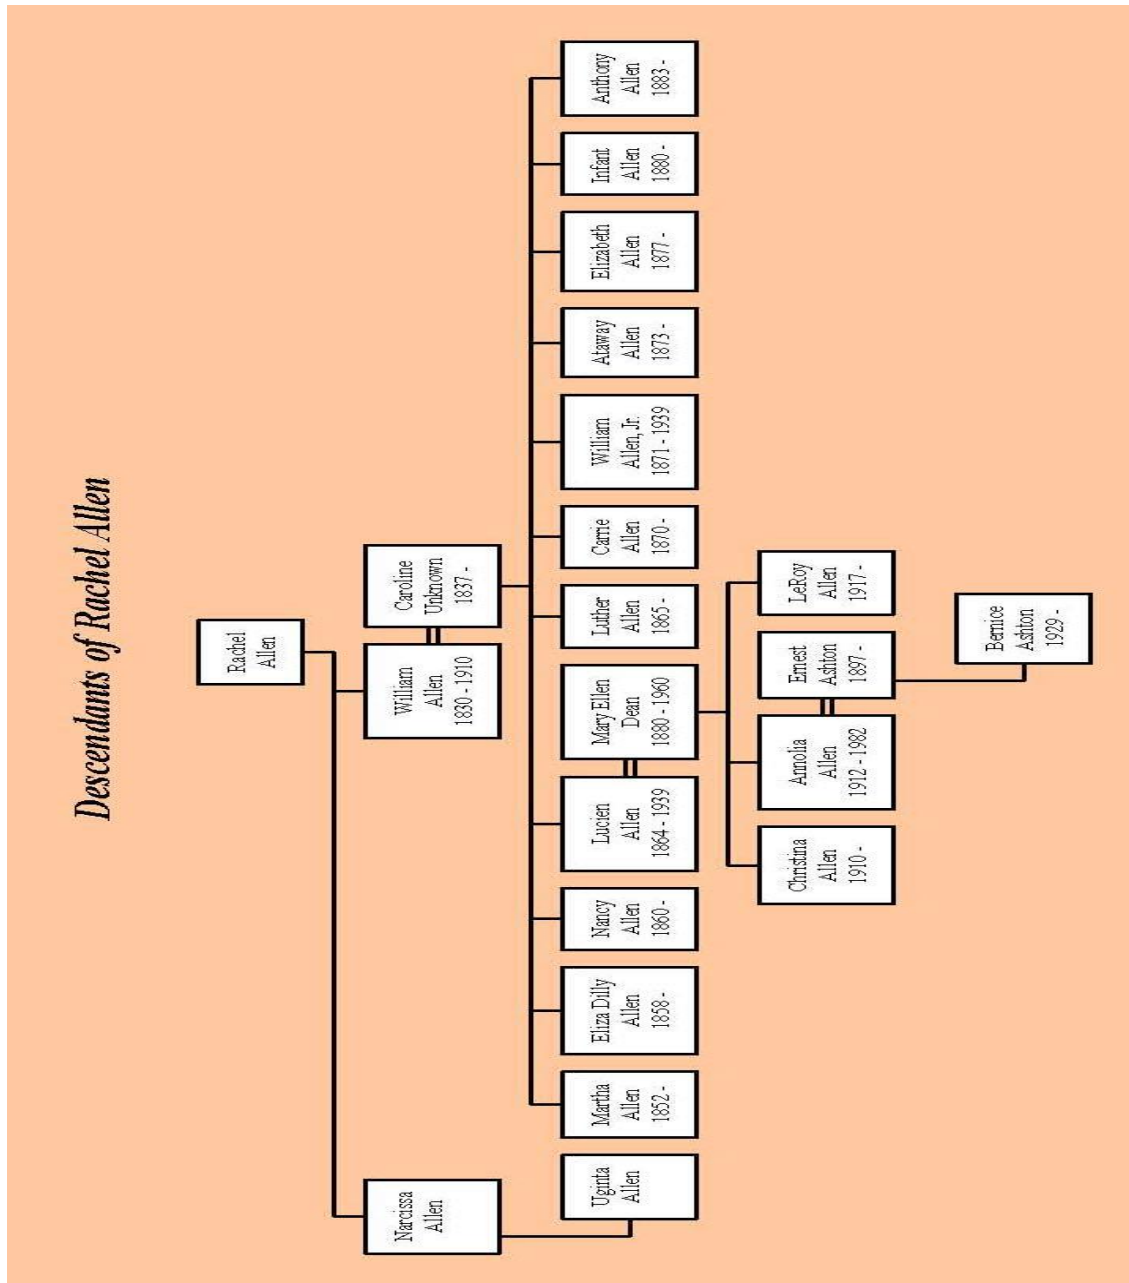 Descendants of Rachel Allen
Rachel
Allen
Narcissa
Allen
William
Allen
1830 - 1910
Caroline
Unknown
1837 -
Uginta
Allen
Martha
Allen
1852 -
Eliza Dilly
Allen
1858 -
Nancy
Allen
1860 -
Lucien
Allen
1864 - 1939
Mary Ellen
Dean
1880 - 1960
Luther
Allen
1865 -
Carrie
Allen
1870 -
William
Allen, Jr.
1871 - 1939
Ataway
Allen
1873 -
Elizabeth
Allen
1877 -
Infant
Allen
1880 -
Anthony
Allen
1883 -
Christina
Allen
1910 -
Annolia
Allen
1912 - 1982
Ernest
Ashton
1897 -
LeRoy
Allen
1917 -
Bernice
Ashton
1929 -